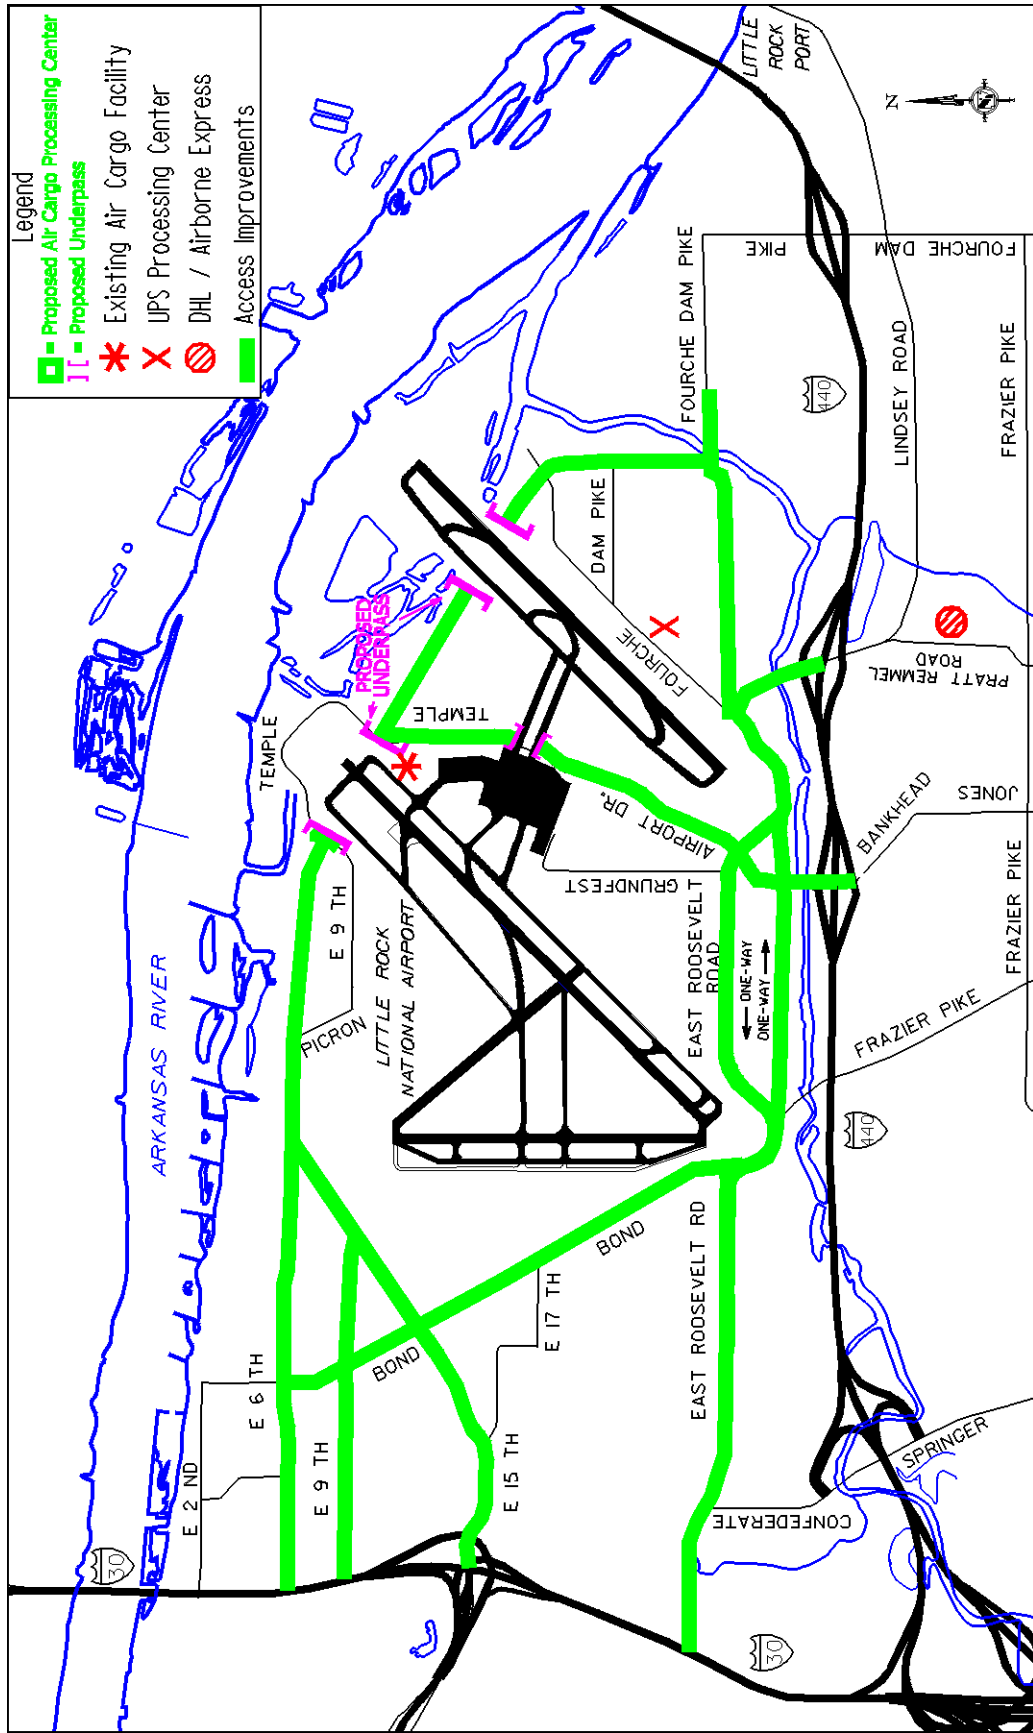 Legend
= Proposed Air Cargo Processing Center
= Proposed Underpass
Existing Air Cargo Facility
UPS Processing Center
DHL / Airborne Express
Access Improvements
LITTLE
ROCK
PORT
N
N
ARKANSAS RIVER
TEMPLE
PROPOSED
UNDERPASS
TEMPLE
E 9 TH
PICRON
LITTLE ROCK
NATIONAL AIRPORT
E 2 ND
E 6 TH
E 9 TH
BOND
E 15 TH
E 17 TH
BOND
30
30
EAST ROOSEVELT RD
CONFEDERATE
SPRINGER
EAST ROOSEVELT
ROAD
ONE-WAY
ONE-WAY
GRUNDFEST
AIRPORT DR.
FOURCHE
DAM PIKE
FOURCHE DAM PIKE
PIKE
FOURCHE DAM
440
440
LINDSEY ROAD
FRAZIER PIKE
PRATT REMMEL
ROAD
BANKHEAD
JONES
FRAZIER PIKE
FRAZIER PIKE